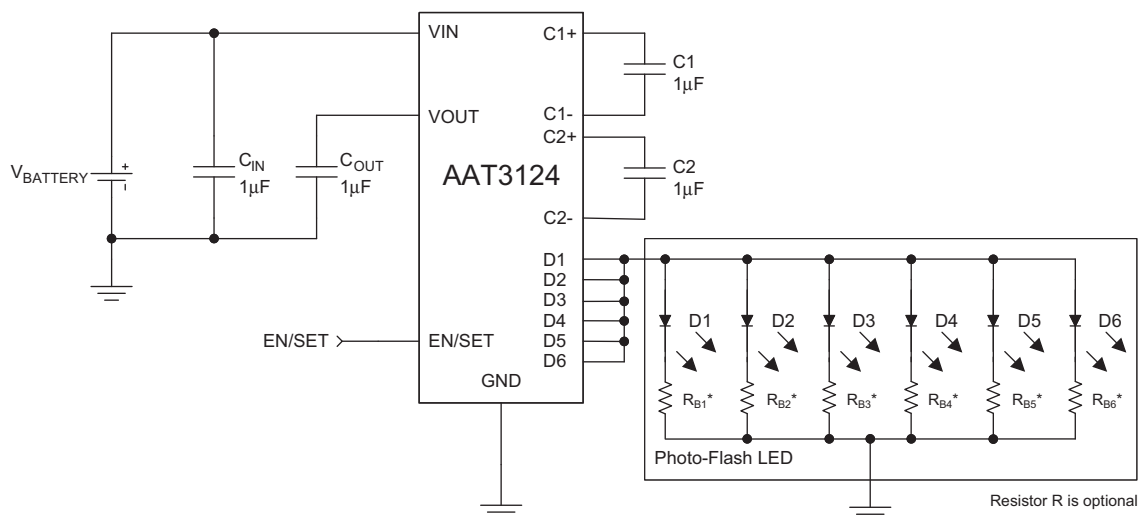 VIN
C1+
C1
1μF
C1-
VOUT
C2+
AAT3124
C2
1μF
C2-
VBATTERY
+
-
CIN
1μF
COUT
1μF
D1
D2
D3
D4
D5
D6
EN/SET
EN/SET
GND
D1
D2
D3
D4
D5
D6
RB1*
RB2*
RB3*
RB4*
RB5*
RB6*
Photo-Flash LED
Resistor R is optional